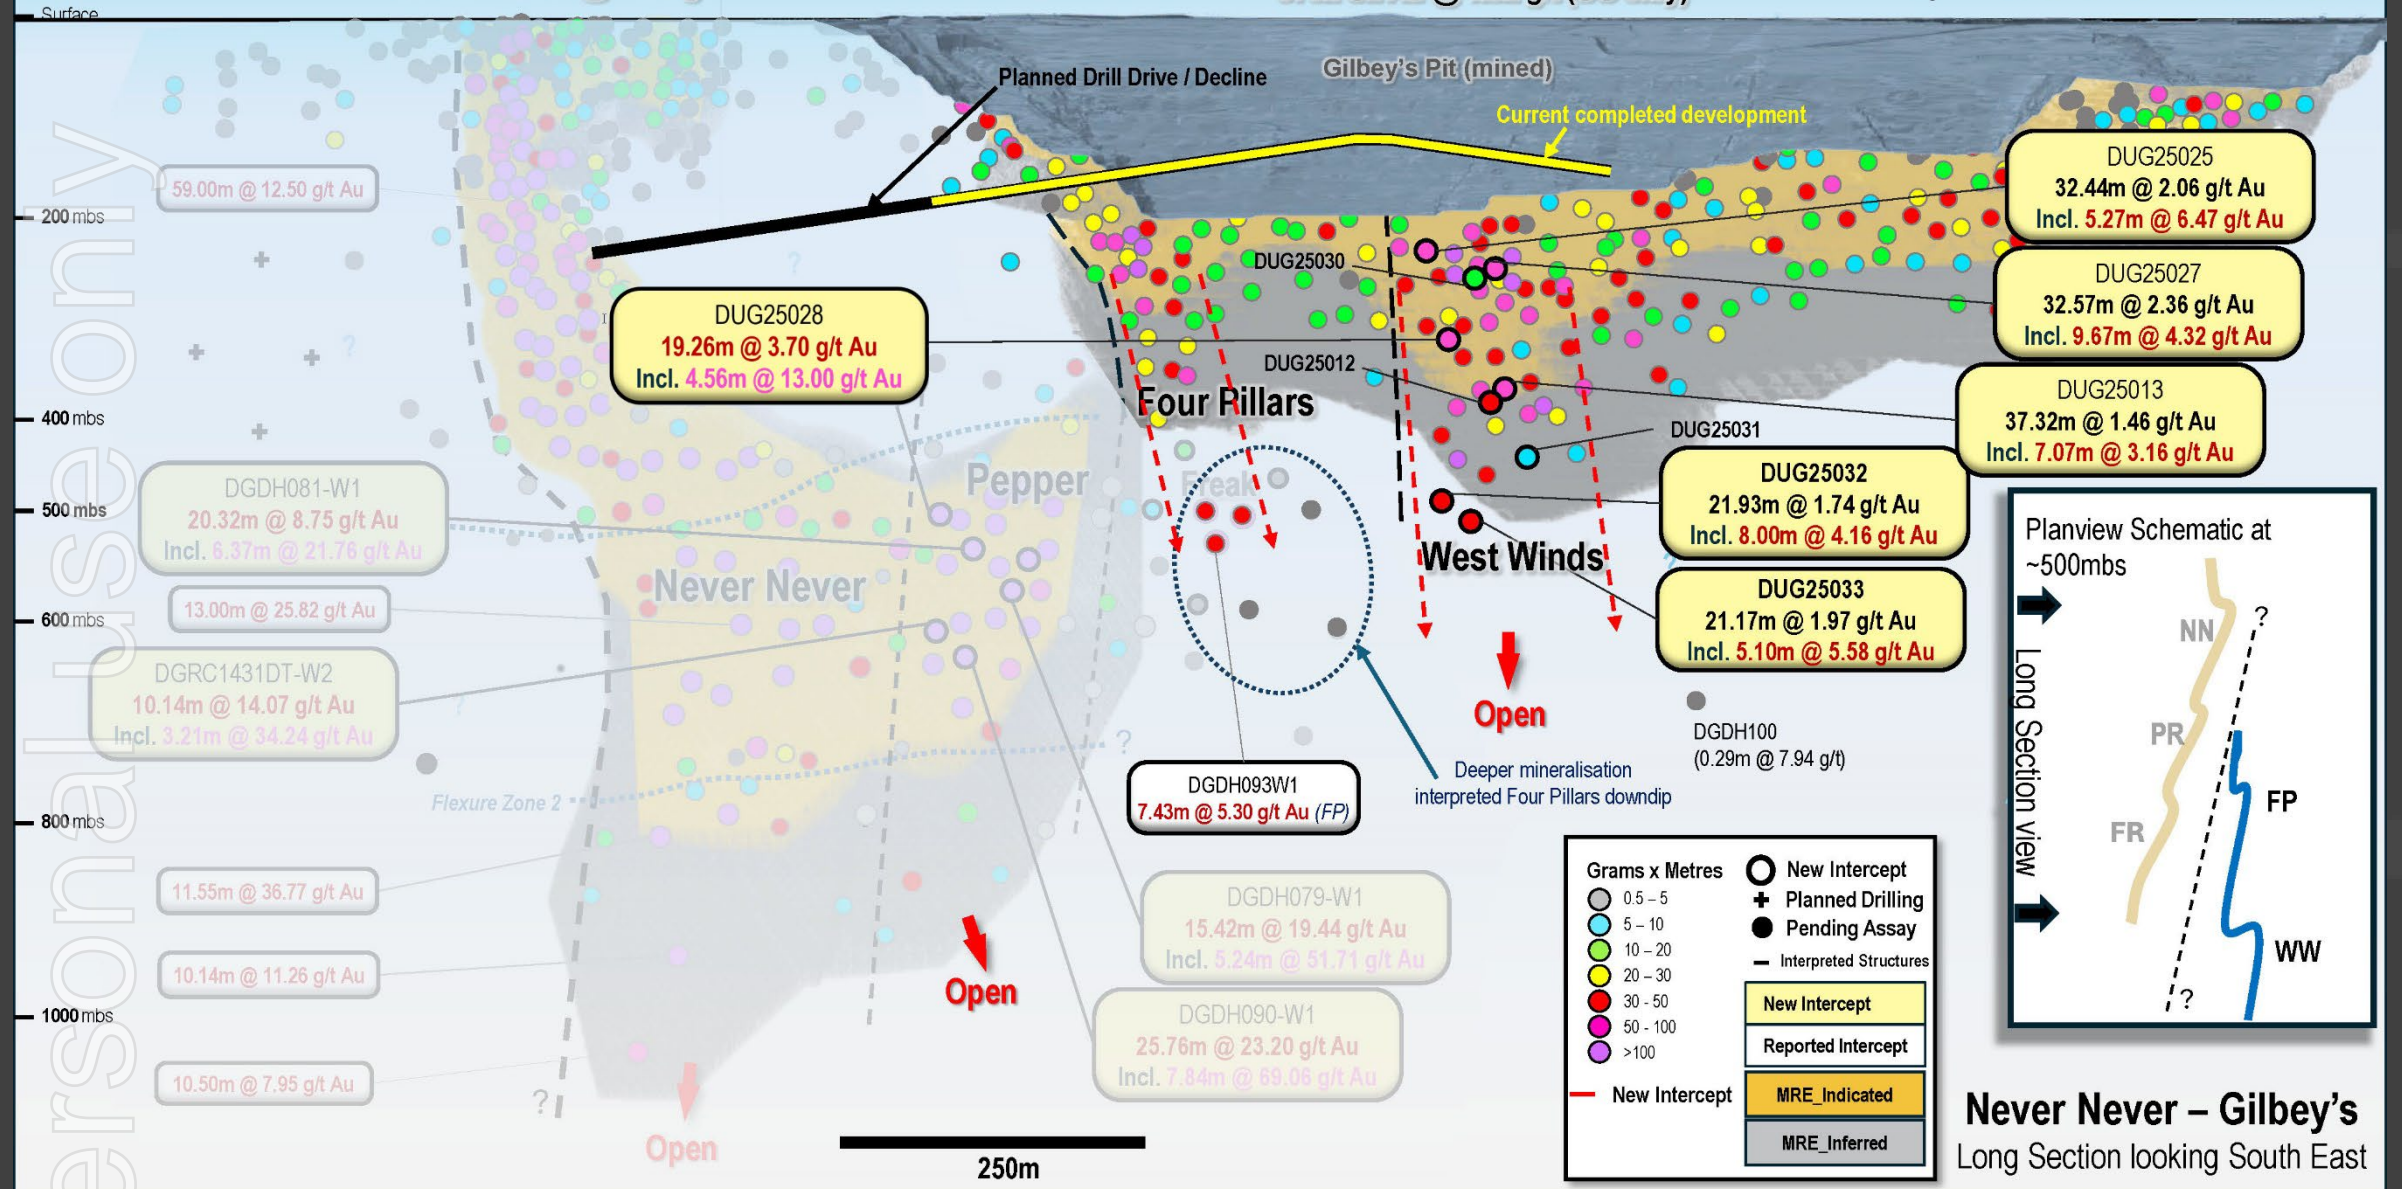 Surface
Gilbey's Pit (mined)
Planned Drill Drive / Decline
Current completed development
DUG25025
32.44m @ 2.06 g/t Au
Incl. 5.27m @ 6.47 g/t Au
59.00m @ 12.50 g/t Au
200 mbs
DUG25030
DUG25027
32.57m @ 2.36 g/t Au
Incl. 9.67m @ 4.32 g/t Au
?
?
DUG25028
19.26m @ 3.70 g/t Au
Incl. 4.56m @ 13.00 g/t Au
DUG25012
DUG25013
37.32m @ 1.46 g/t Au
Incl. 7.07m @ 3.16 g/t Au
Four Pillars
400 mbs
DUG25031
DUG25032
21.93m @ 1.74 g/t Au
Incl. 8.00m @ 4.16 g/t Au
Pepper
Freak
DGDH081-W1
20.32m @ 8.75 g/t Au
Incl. 6.37m @ 21.76 g/t Au
500 mbs
West Winds
Never Never
DUG25033
21.17m @ 1.97 g/t Au
Incl. 5.10m @ 5.58 g/t Au
13.00m @ 25.82 g/t Au
600 mbs
DGRC1431DT-W2
10.14m @ 14.07 g/t Au
Incl. 3.21m @ 34.24 g/t Au
?
Open
DGDH100
(0.29m @ 7.94 g/t)
?
Flexure Zone 2
DGDH093W1
7.43m @ 5.30 g/t Au (FP)
Deeper mineralisation
interpreted Four Pillars downdip
800 mbs
11.55m @ 36.77 g/t Au
DGDH079-W1
15.42m @ 19.44 g/t Au
Incl. 5.24m @ 51.71 g/t Au
10.14m @ 11.26 g/t Au
Open
1000 mbs
DGDH090-W1
25.76m @ 23.20 g/t Au
Incl. 7.84m @ 69.06 g/t Au
10.50m @ 7.95 g/t Au
?
Open
250m
Planview Schematic at
~500mbs
?
NN
PR
FR
FP
WW
?
Long Section view
Grams x Metres
0.5 – 5
5 – 10
10 – 20
20 – 30
30 - 50
50 - 100
>100
New Intercept
New Intercept
Planned Drilling
Pending Assay
Interpreted Structures
New Intercept
Reported Intercept
MRE_Indicated
MRE_Inferred
Never Never – Gilbey's
Long Section looking South East
ersonal use only